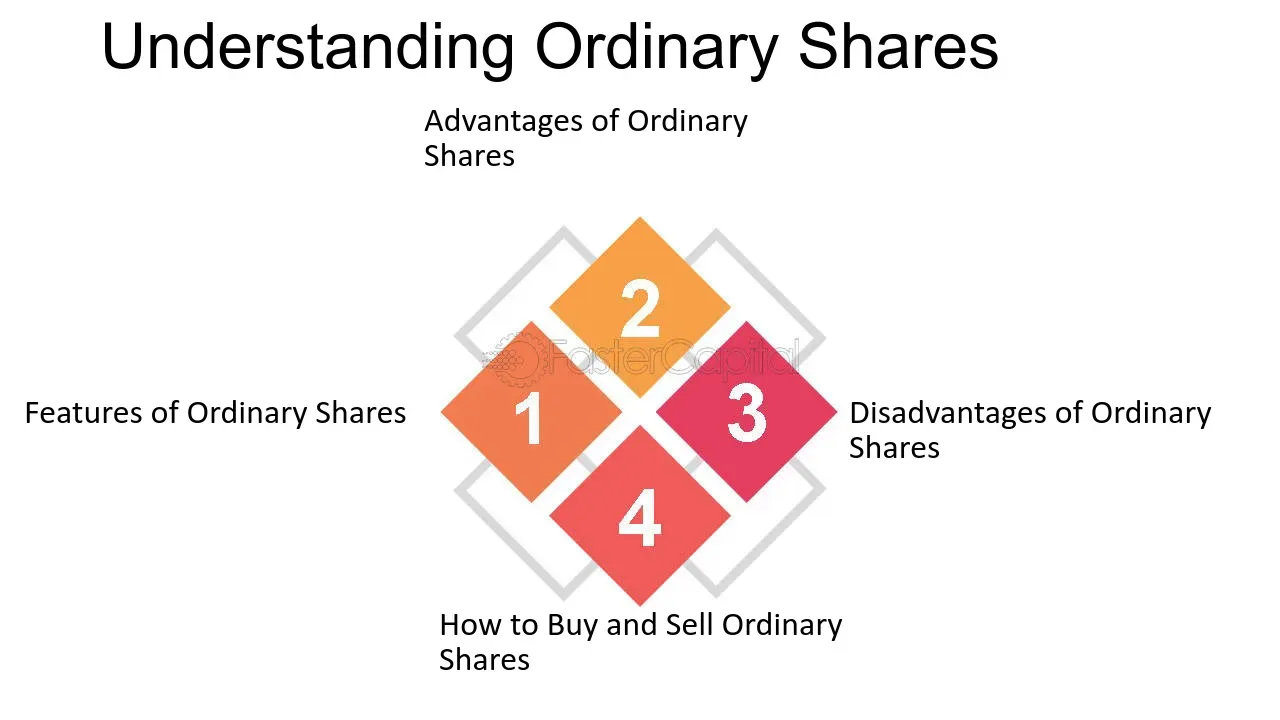 Understanding Ordinary Shares
Advantages of Ordinary
Shares
2
FasterCapital
1
3
Features of Ordinary Shares
Disadvantages of Ordinary
Shares
4
How to Buy and Sell Ordinary
Shares